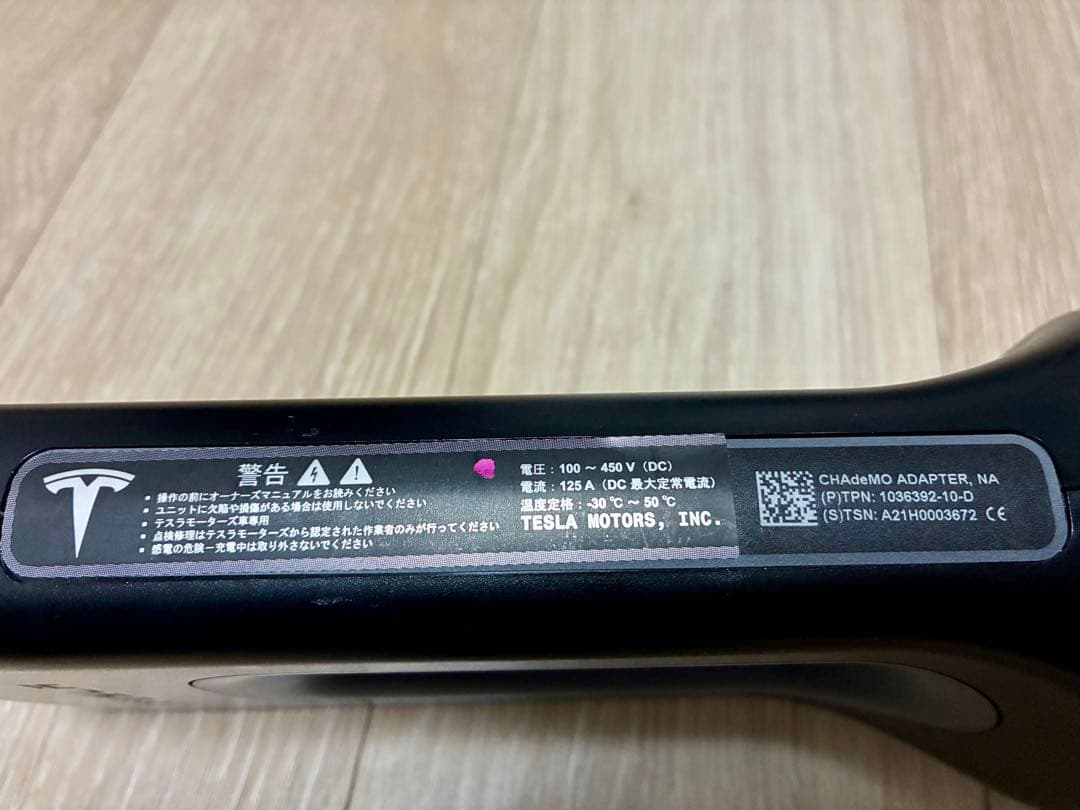 警告
▪ 操作の前にオーナーズマニュアルをお読みください
▪ ユニットに欠陥や損傷がある場合は使用しないでください
▪ テスラモーターズ車専用
▪ 点検修理はテスラモーターズから認定された作業者のみが行ってください
▪ 感電の危険－充電中は取り外さないでください
電圧：100 ～ 450 V（DC）
電流：125 A（DC 最大定常電流）
温度定格：-30 ℃ ～ 50 ℃
TESLA MOTORS, INC.
CHAdeMO ADAPTER, NA
(P)TPN: 1036392-10-D
(S)TSN: A21H0003672 CE